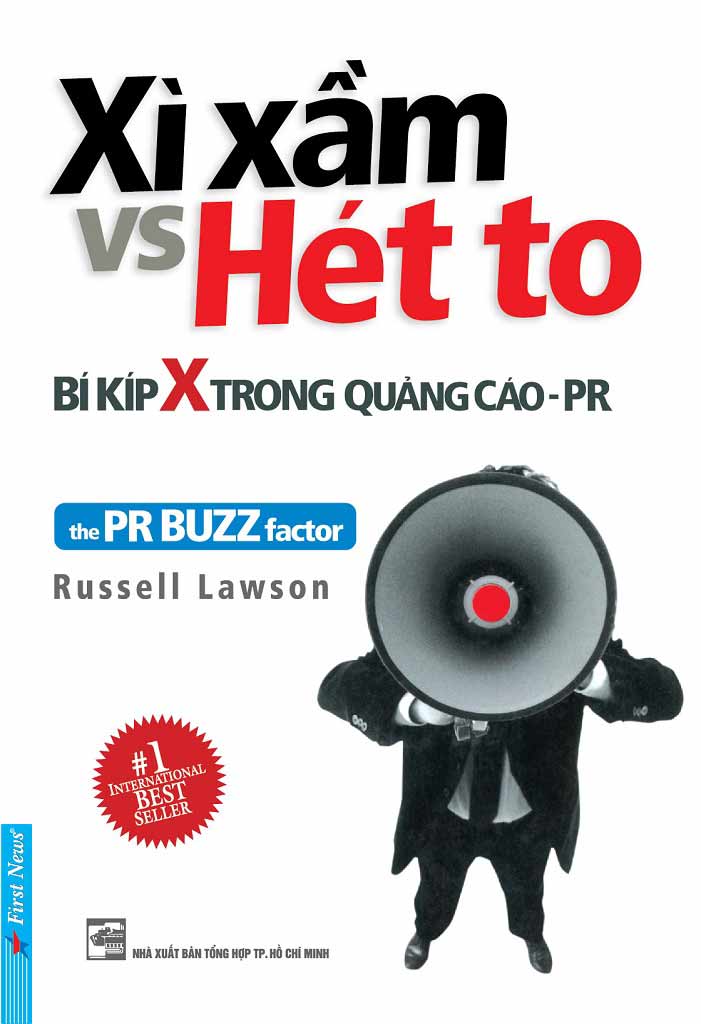 Xì xầm
vs Hét to
BÍ KÍP X TRONG QUẢNG CÁO - PR
the PR BUZZ factor
Russell Lawson
#1
INTERNATIONAL
BEST
SELLER
First News®
NHÀ XUẤT BẢN TỔNG HỢP TP. HỒ CHÍ MINH